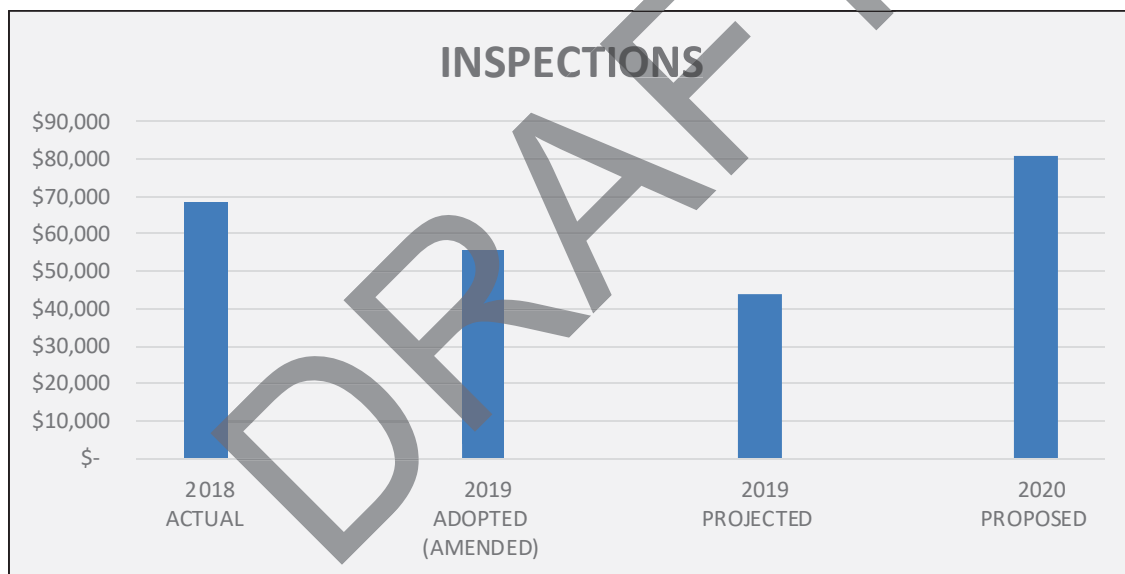 INSPECTIONS
$90,000
$80,000
$70,000
$60,000
$50,000
$40,000
$30,000
$20,000
$10,000
$-
2018
ACTUAL
2019
ADOPTED
(AMENDED)
2019
PROJECTED
2020
PROPOSED
DRAFT